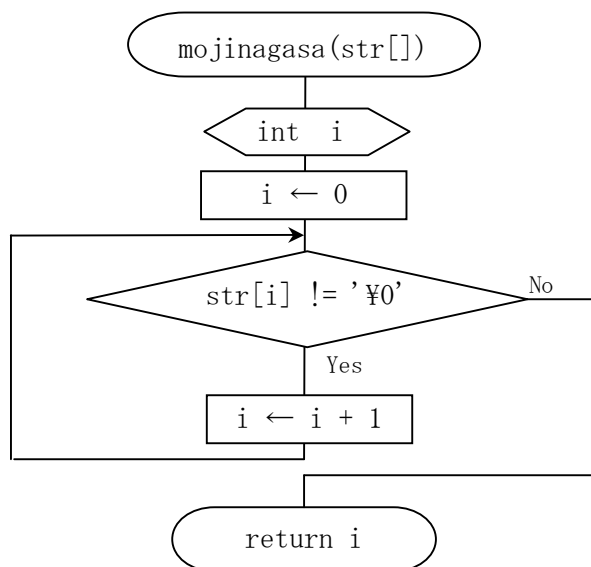 mojinagasa(str[])
int i
i ← 0
str[i] != '¥0'
No
Yes
i ← i + 1
return i